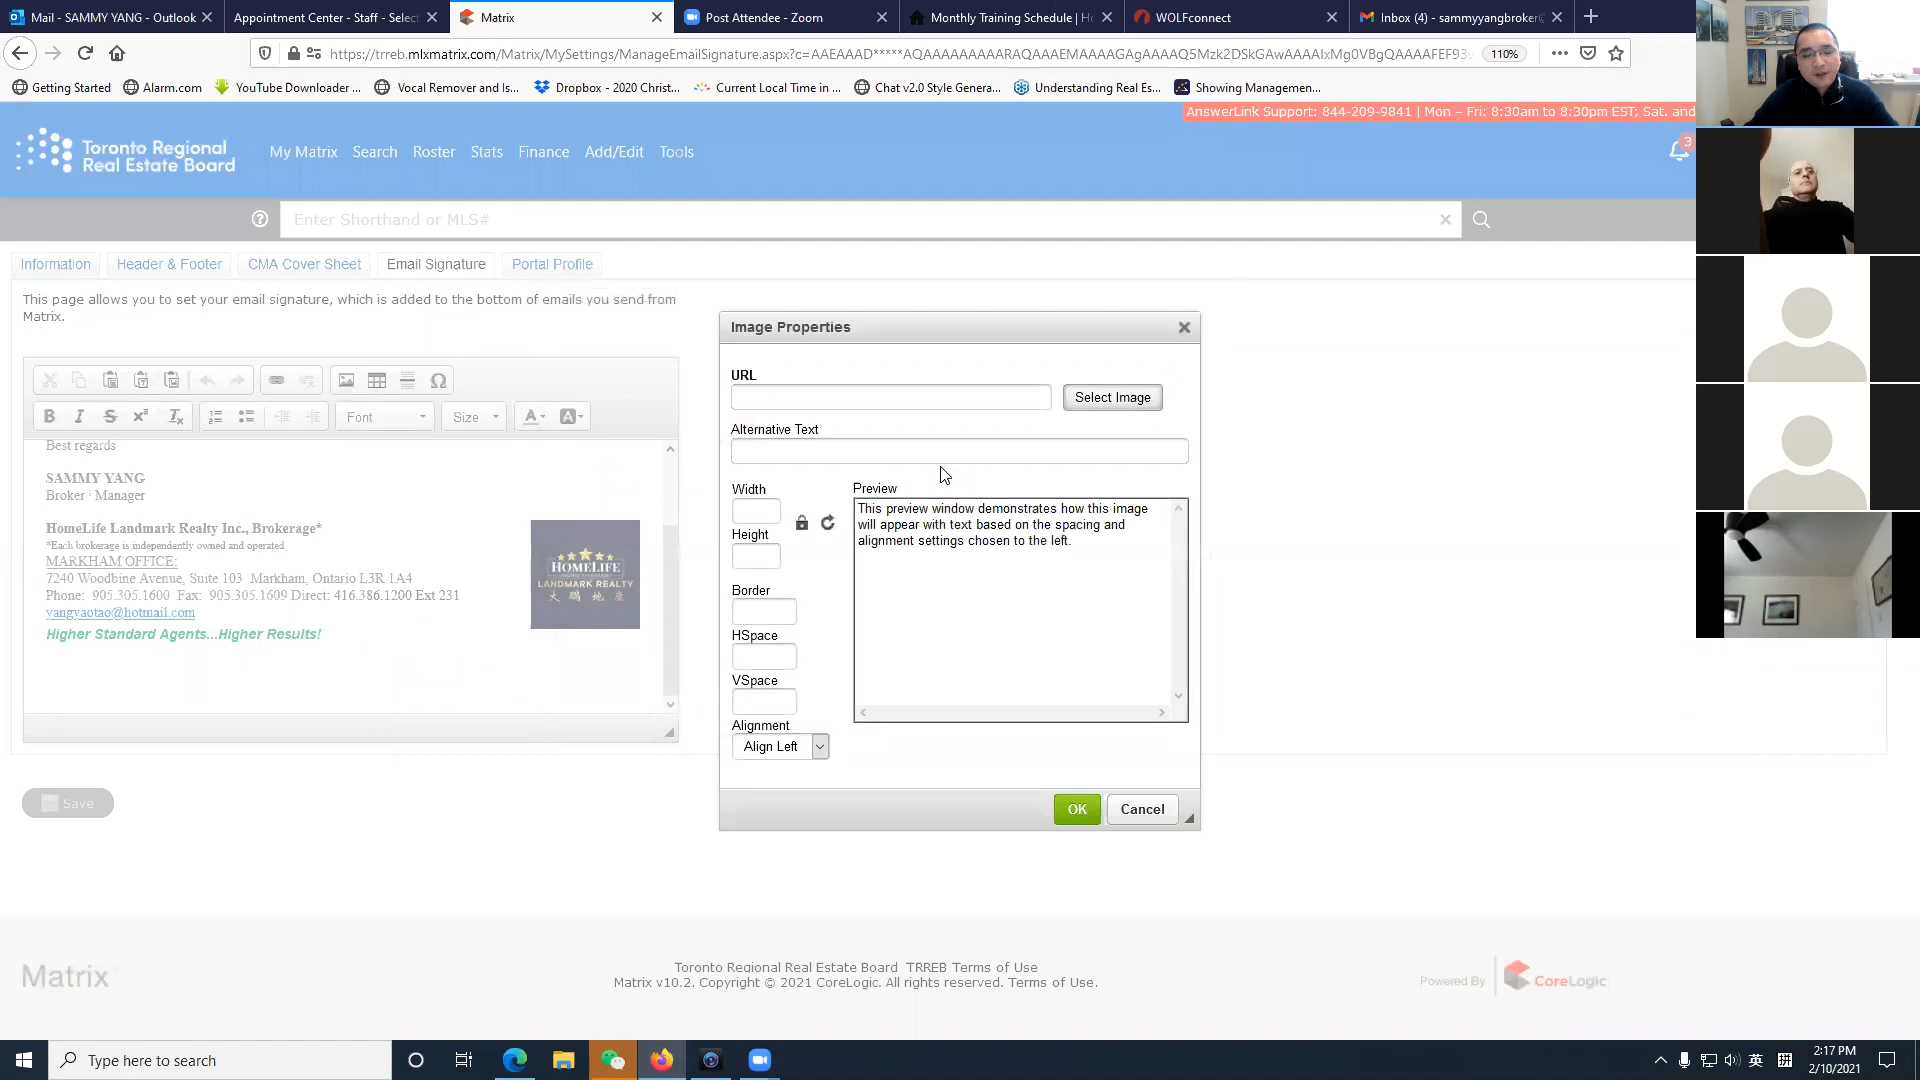 Mail - SAMMY YANG - Outlook
Appointment Center - Staff - Select
Matrix
Post Attendee - Zoom
Monthly Training Schedule | H
WOLFconnect
Inbox (4) - sammyyangbroker@
https://trreb.mlxmatrix.com/Matrix/MySettings/ManageEmailSignature.aspx?c=AAEAAAD*****AQAAAAAAAAARAQAAAEMAAAAGAgAAAAQ5Mzk2DSkGAwAAAAIxMg0VBgQAAAAFEF93
110%
Getting Started
Alarm.com
YouTube Downloader ...
Vocal Remover and Is...
Dropbox - 2020 Christ...
Current Local Time in ...
Chat v2.0 Style Genera...
Understanding Real Es...
Showing Managemen...
AnswerLink Support: 844-209-9841 | Mon – Fri: 8:30am to 8:30pm EST; Sat. and
Toronto Regional
Real Estate Board
My Matrix
Search
Roster
Stats
Finance
Add/Edit
Tools
3
Enter Shorthand or MLS#
Information
Header & Footer
CMA Cover Sheet
Email Signature
Portal Profile
This page allows you to set your email signature, which is added to the bottom of emails you send from
Matrix.
Font
Size
Best regards
SAMMY YANG
Broker · Manager
HomeLife Landmark Realty Inc., Brokerage*
*Each brokerage is independently owned and operated
MARKHAM OFFICE:
7240 Woodbine Avenue, Suite 103 Markham, Ontario L3R 1A4
Phone: 905.305.1600 Fax: 905.305.1609 Direct: 416.386.1200 Ext 231
yangyaotao@hotmail.com
Higher Standard Agents...Higher Results!
HOMELIFE
LANDMARK REALTY
大鹏地産
Save
Image Properties
URL
Select Image
Alternative Text
Width
Height
Border
HSpace
VSpace
Alignment
Align Left
Preview
This preview window demonstrates how this image
will appear with text based on the spacing and
alignment settings chosen to the left.
OK
Cancel
Matrix
Toronto Regional Real Estate Board TRREB Terms of Use
Matrix v10.2. Copyright © 2021 CoreLogic. All rights reserved. Terms of Use.
Powered By
CoreLogic
Type here to search
英
拼
2:17 PM
2/10/2021